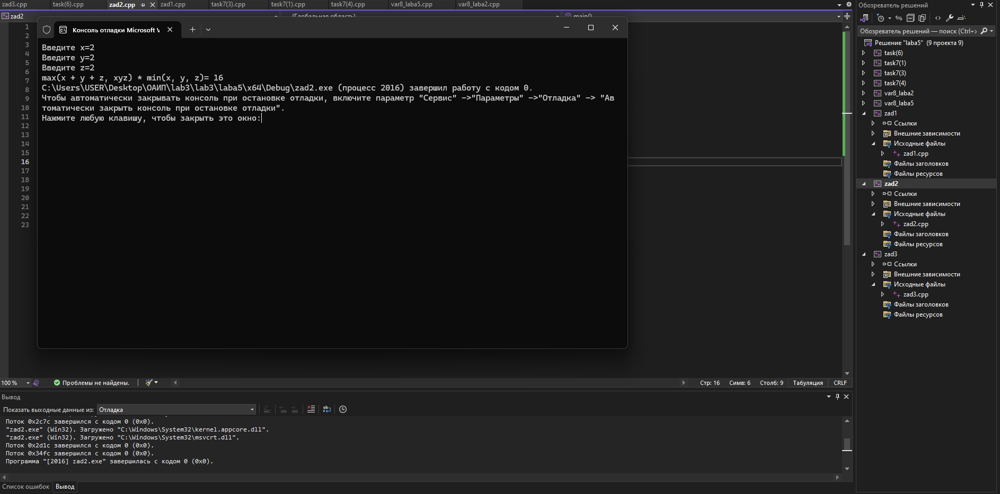 zad3.cpp task(6).cpp zad2.cpp zad1.cpp task7(3).cpp task7(1).cpp task7(4).cpp var8_laba5.cpp var8_laba2.cpp
zad2 (Глобальная область) main()
Консоль отладки Microsoft V
Введите x=2
Введите y=2
Введите z=2
max(x + y + z, xyz) * min(x, y, z)= 16
C:\Users\USER\Desktop\ОАИП\lab3\lab3\laba5\x64\Debug\zad2.exe (процесс 2016) завершил работу с кодом 0.
Чтобы автоматически закрывать консоль при остановке отладки, включите параметр "Сервис" ->"Параметры" ->"Отладка" -> "Ав
томатически закрыть консоль при остановке отладки".
Нажмите любую клавишу, чтобы закрыть это окно:
1
2
3
4
5
6
7
8
9
10
11
12
13
14
15
16
17
18
19
20
21
22
23
100 % Проблемы не найдены. Стр: 16 Симв: 6 Столб: 9 Табуляция CRLF
Вывод
Показать выходные данные из: Отладка
Поток 0x2c7c завершился с кодом 0 (0x0).
"zad2.exe" (Win32). Загружено "C:\Windows\System32\kernel.appcore.dll".
"zad2.exe" (Win32). Загружено "C:\Windows\System32\msvcrt.dll".
Поток 0x2d1c завершился с кодом 0 (0x0).
Поток 0x34fc завершился с кодом 0 (0x0).
Программа "[2016] zad2.exe" завершилась с кодом 0 (0x0).
Список ошибок Вывод
Обозреватель решений
Обозреватель решений — поиск (Ctrl+
Решение "laba5" (9 проекта 9)
task(6)
task7(1)
task7(3)
task7(4)
var8_laba2
var8_laba5
zad1
Ссылки
Внешние зависимости
Исходные файлы
zad1.cpp
Файлы заголовков
Файлы ресурсов
zad2
Ссылки
Внешние зависимости
Исходные файлы
zad2.cpp
Файлы заголовков
Файлы ресурсов
zad3
Ссылки
Внешние зависимости
Исходные файлы
zad3.cpp
Файлы заголовков
Файлы ресурсов